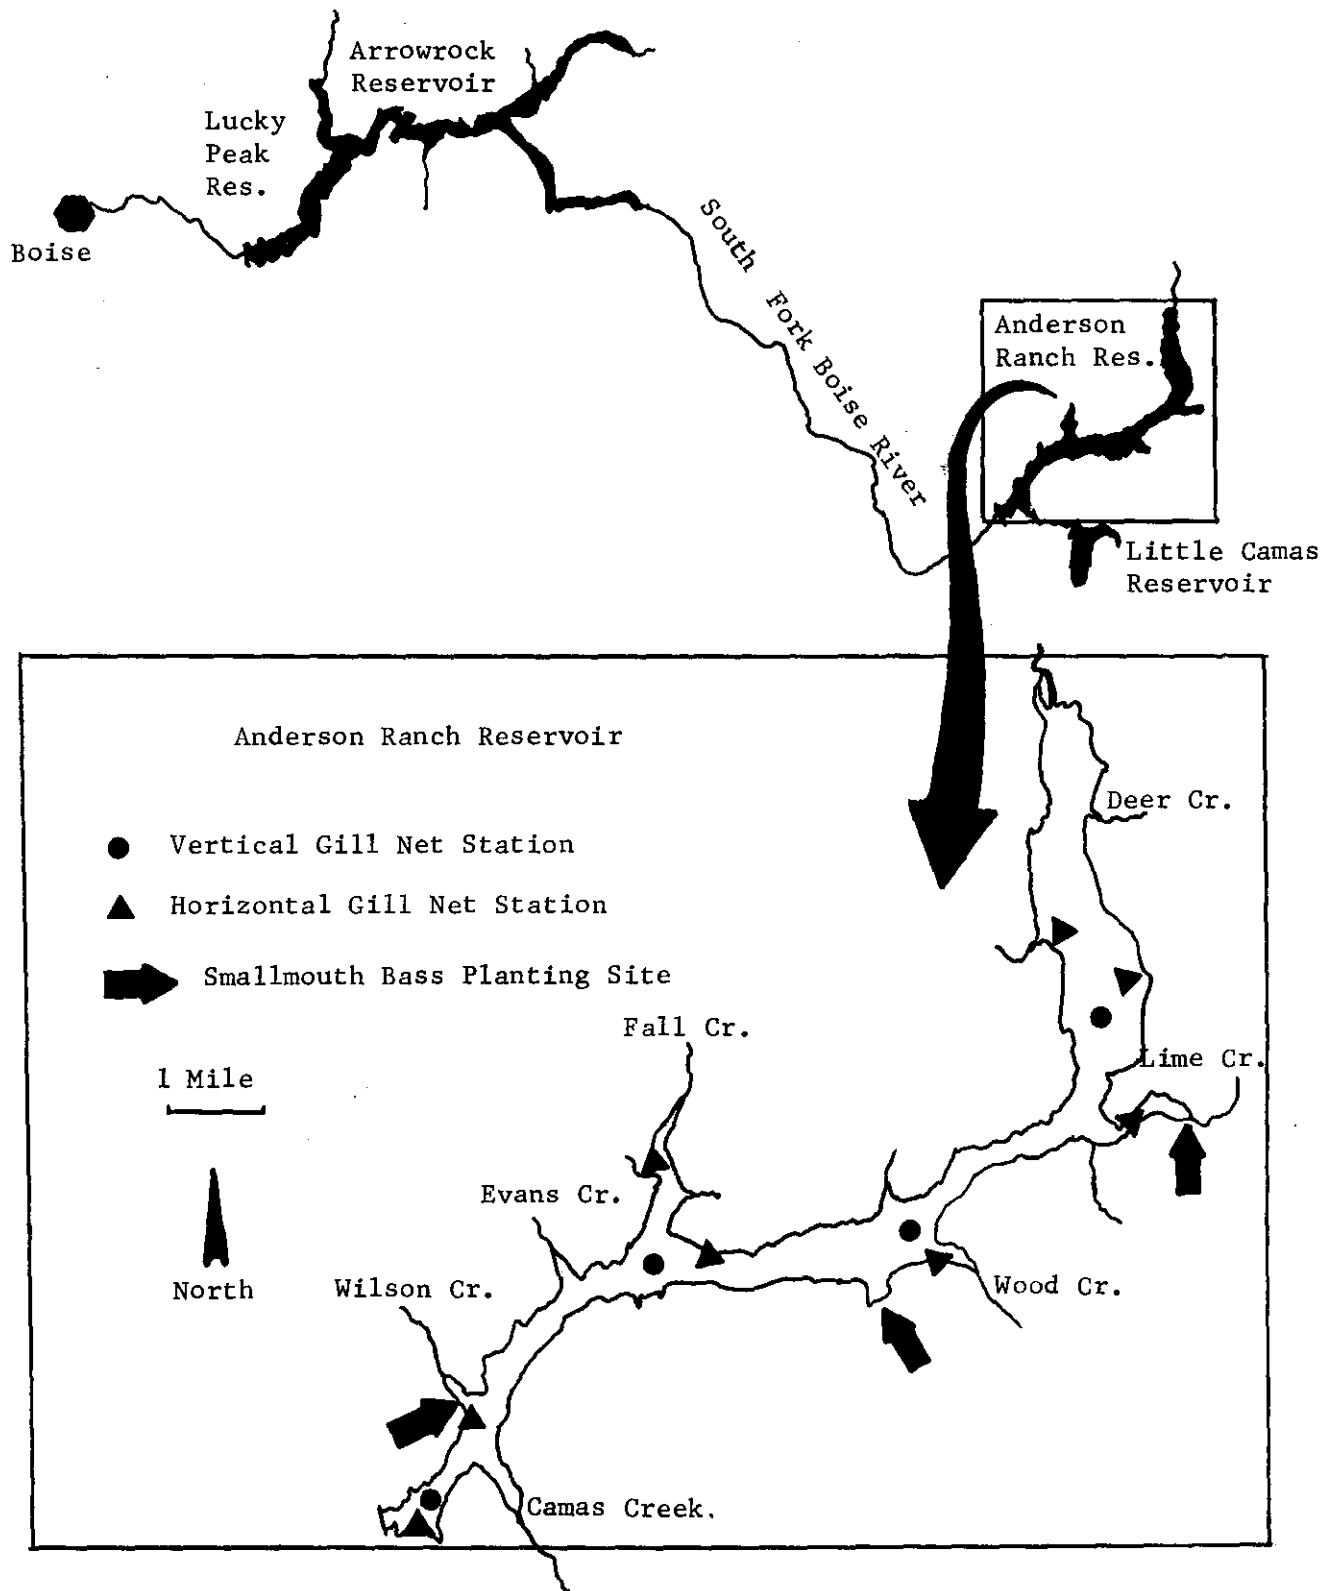 Arrowrock
Reservoir
Lucky
Peak
Res.
Boise
South Fork Boise River
Anderson
Ranch Res.
Little Camas
Reservoir
Anderson Ranch Reservoir
Vertical Gill Net Station
Horizontal Gill Net Station
Smallmouth Bass Planting Site
1 Mile
North
Deer Cr.
Fall Cr.
Lime Cr.
Evans Cr.
Wilson Cr.
Wood Cr.
Camas Creek.